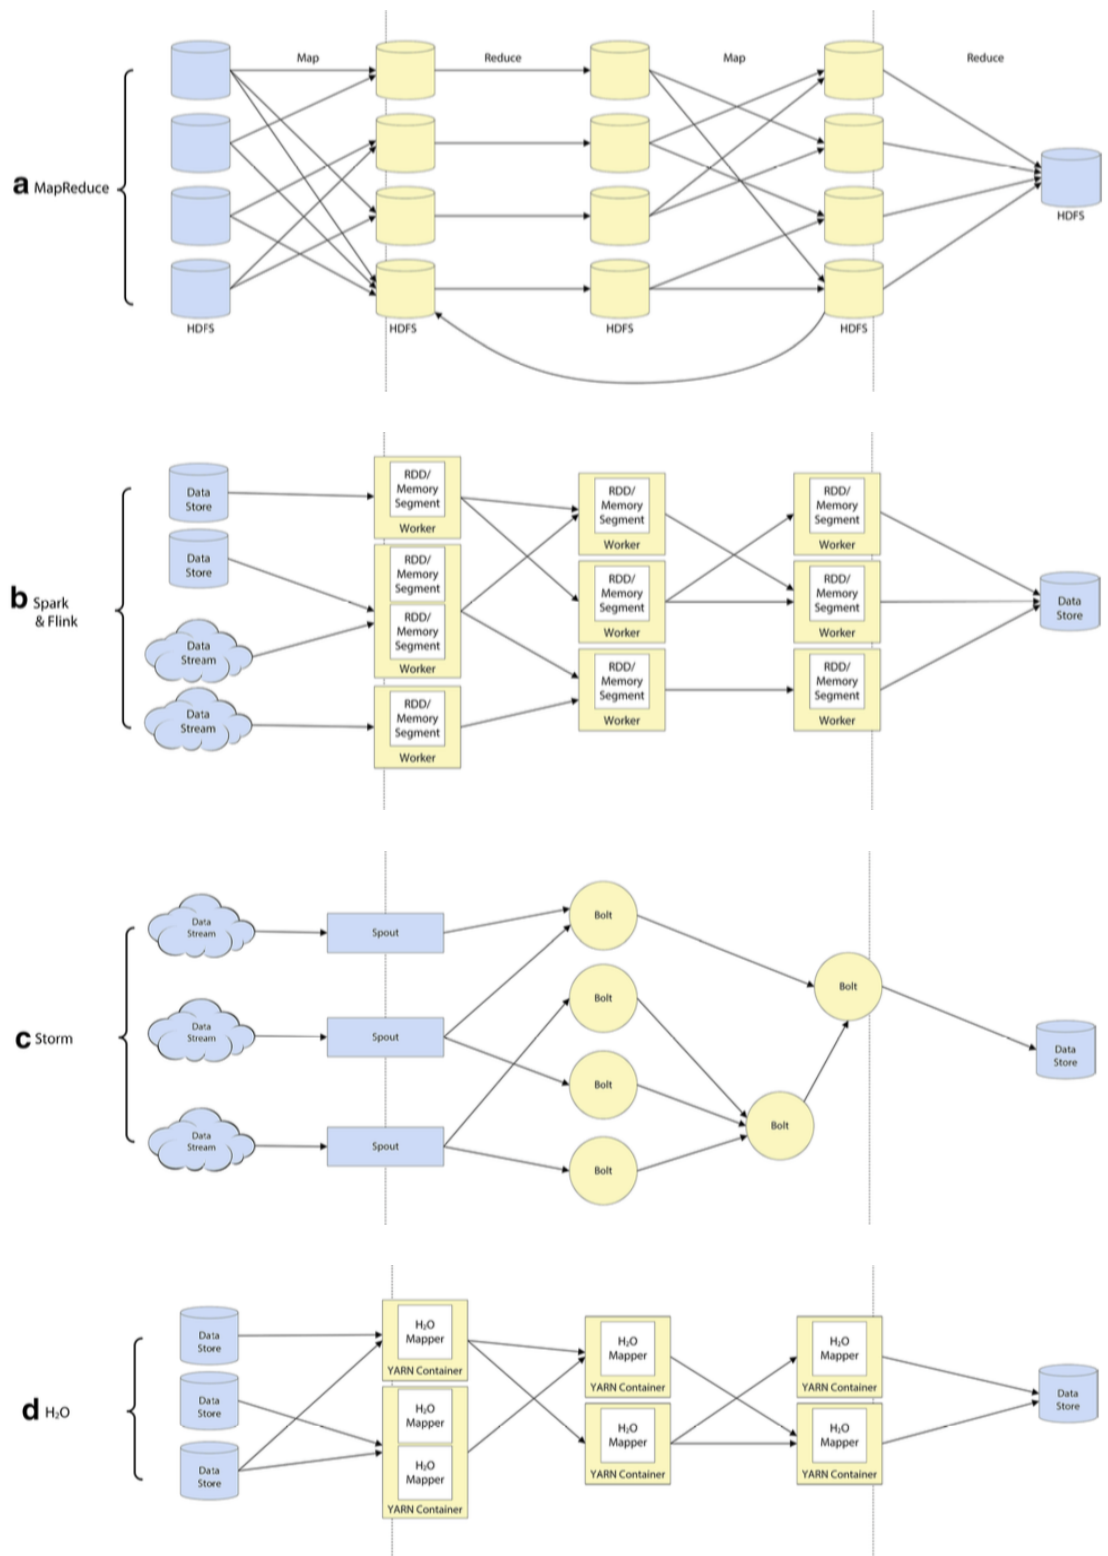 Map
Reduce
Map
Reduce
a MapReduce
HDFS
HDFS
HDFS
HDFS
HDFS
b Spark
& Flink
Data
Store
Data
Store
Data
Stream
Data
Stream
RDD/
Memory
Segment
Worker
RDD/
Memory
Segment
RDD/
Memory
Segment
Worker
RDD/
Memory
Segment
Worker
RDD/
Memory
Segment
Worker
RDD/
Memory
Segment
Worker
RDD/
Memory
Segment
Worker
RDD/
Memory
Segment
Worker
RDD/
Memory
Segment
Worker
RDD/
Memory
Segment
Worker
Data
Store
c Storm
Data
Stream
Data
Stream
Data
Stream
Spout
Spout
Spout
Bolt
Bolt
Bolt
Bolt
Bolt
Bolt
Data
Store
d H₂O
Data
Store
Data
Store
Data
Store
H₂O
Mapper
YARN Container
H₂O
Mapper
H₂O
Mapper
YARN Container
H₂O
Mapper
YARN Container
H₂O
Mapper
YARN Container
H₂O
Mapper
YARN Container
H₂O
Mapper
YARN Container
Data
Store